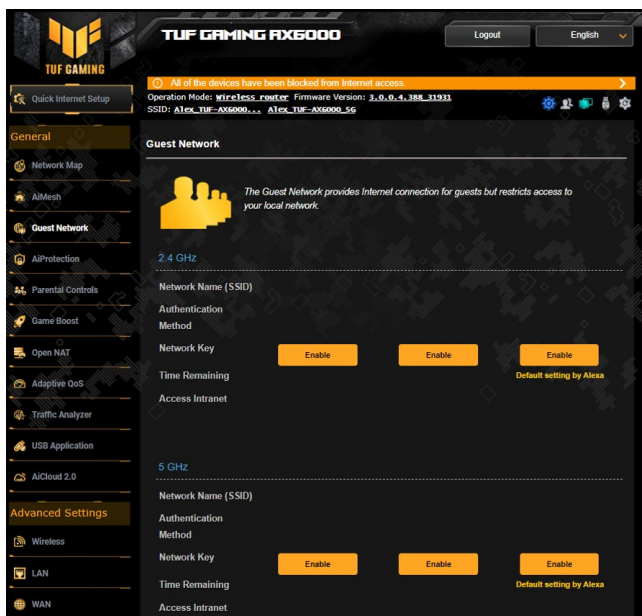 TUF GAMING
TUF GAMING AX6000
Logout
English
All of the devices have been blocked from Internet access.
Quick Internet Setup
Operation Mode: Wireless router Firmware Version: 3.0.0.4.388_31931
SSID: Alex_TUF-AX6000... Alex_TUF-AX6000_5G
General
Network Map
AiMesh
Guest Network
AiProtection
Parental Controls
Game Boost
Open NAT
Adaptive QoS
Traffic Analyzer
USB Application
AiCloud 2.0
Advanced Settings
Wireless
LAN
WAN
Guest Network
The Guest Network provides Internet connection for guests but restricts access to
your local network.
2.4 GHz
Network Name (SSID)
Authentication
Method
Network Key
Enable Enable Enable
Time Remaining
Default setting by Alexa
Access Intranet
5 GHz
Network Name (SSID)
Authentication
Method
Network Key
Enable Enable Enable
Time Remaining
Default setting by Alexa
Access Intranet